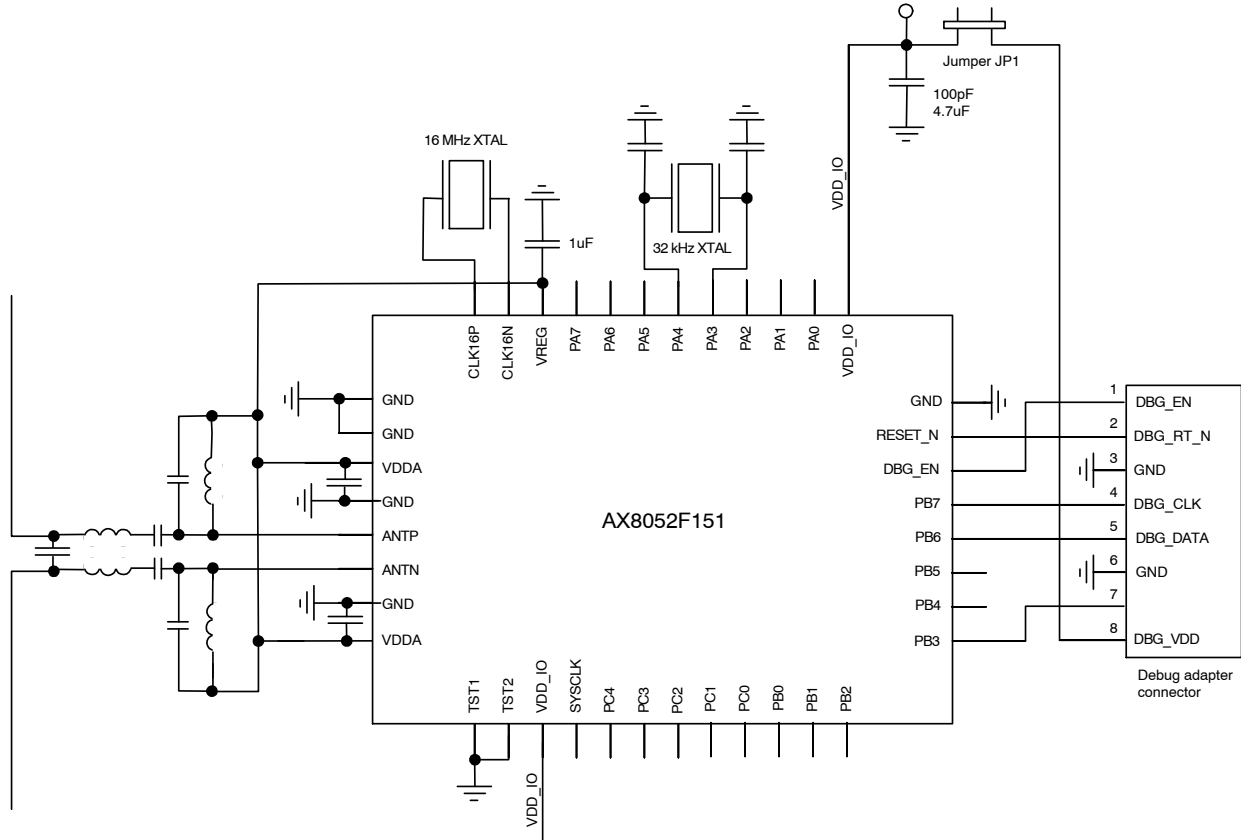 Jumper JP1
100pF
4.7uF
16 MHz XTAL
1uF
32 kHz XTAL
VDD_IO
CLK16P
CLK16N
VREG
PA7
PA6
PA5
PA4
PA3
PA2
PA1
PA0
VDD_IO
GND
GND
VDDA
GND
ANTP
ANTN
GND
VDDA
AX8052F151
GND
RESET_N
DBG_EN
PB7
PB6
PB5
PB4
PB3
1
DBG_EN
2
DBG_RT_N
3
GND
4
DBG_CLK
5
DBG_DATA
6
GND
7
8
DBG_VDD
Debug adapter
connector
TST1
TST2
VDD_IO
SYSCLK
PC4
PC3
PC2
PC1
PC0
PB0
PB1
PB2
VDD_IO